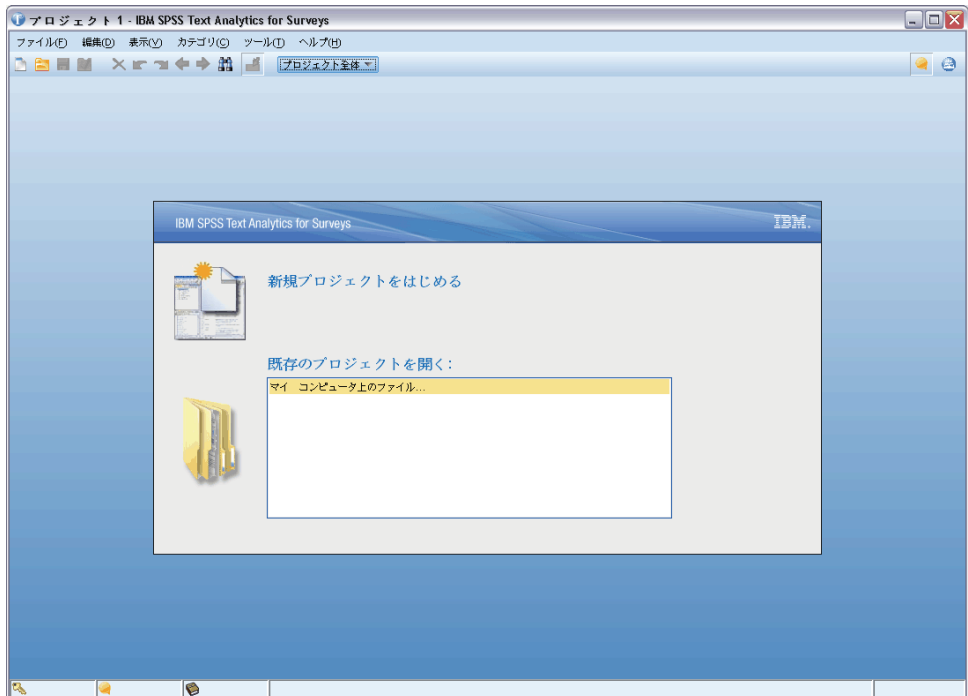 プロジェクト 1 - IBM SPSS Text Analytics for Surveys
ファイル(F) 編集(D) 表示(V) カテゴリ(C) ツール(T) ヘルプ(H)
プロジェクト全体
IBM SPSS Text Analytics for Surveys
IBM.
新規プロジェクトをはじめる
既存のプロジェクトを開く:
マイ コンピュータ上のファイル...